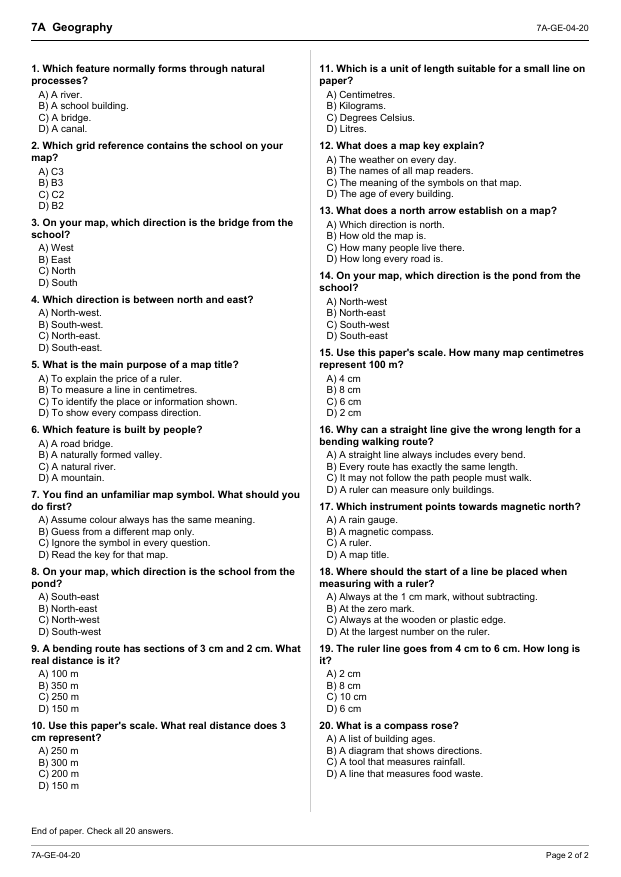 7A Geography
7A-GE-04-20
1. Which feature normally forms through natural
processes?
A) A river.
B) A school building.
C) A bridge.
D) A canal.
2. Which grid reference contains the school on your
map?
A) C3
B) B3
C) C2
D) B2
3. On your map, which direction is the bridge from the
school?
A) West
B) East
C) North
D) South
4. Which direction is between north and east?
A) North-west.
B) South-west.
C) North-east.
D) South-east.
5. What is the main purpose of a map title?
A) To explain the price of a ruler.
B) To measure a line in centimetres.
C) To identify the place or information shown.
D) To show every compass direction.
6. Which feature is built by people?
A) A road bridge.
B) A naturally formed valley.
C) A natural river.
D) A mountain.
7. You find an unfamiliar map symbol. What should you
do first?
A) Assume colour always has the same meaning.
B) Guess from a different map only.
C) Ignore the symbol in every question.
D) Read the key for that map.
8. On your map, which direction is the school from the
pond?
A) South-east
B) North-east
C) North-west
D) South-west
9. A bending route has sections of 3 cm and 2 cm. What
real distance is it?
A) 100 m
B) 350 m
C) 250 m
D) 150 m
10. Use this paper's scale. What real distance does 3
cm represent?
A) 250 m
B) 300 m
C) 200 m
D) 150 m
11. Which is a unit of length suitable for a small line on
paper?
A) Centimetres.
B) Kilograms.
C) Degrees Celsius.
D) Litres.
12. What does a map key explain?
A) The weather on every day.
B) The names of all map readers.
C) The meaning of the symbols on that map.
D) The age of every building.
13. What does a north arrow establish on a map?
A) Which direction is north.
B) How old the map is.
C) How many people live there.
D) How long every road is.
14. On your map, which direction is the pond from the
school?
A) North-west
B) North-east
C) South-west
D) South-east
15. Use this paper's scale. How many map centimetres
represent 100 m?
A) 4 cm
B) 8 cm
C) 6 cm
D) 2 cm
16. Why can a straight line give the wrong length for a
bending walking route?
A) A straight line always includes every bend.
B) Every route has exactly the same length.
C) It may not follow the path people must walk.
D) A ruler can measure only buildings.
17. Which instrument points towards magnetic north?
A) A rain gauge.
B) A magnetic compass.
C) A ruler.
D) A map title.
18. Where should the start of a line be placed when
measuring with a ruler?
A) Always at the 1 cm mark, without subtracting.
B) At the zero mark.
C) Always at the wooden or plastic edge.
D) At the largest number on the ruler.
19. The ruler line goes from 4 cm to 6 cm. How long is
it?
A) 2 cm
B) 8 cm
C) 10 cm
D) 6 cm
20. What is a compass rose?
A) A list of building ages.
B) A diagram that shows directions.
C) A tool that measures rainfall.
D) A line that measures food waste.
End of paper. Check all 20 answers.
7A-GE-04-20
Page 2 of 2